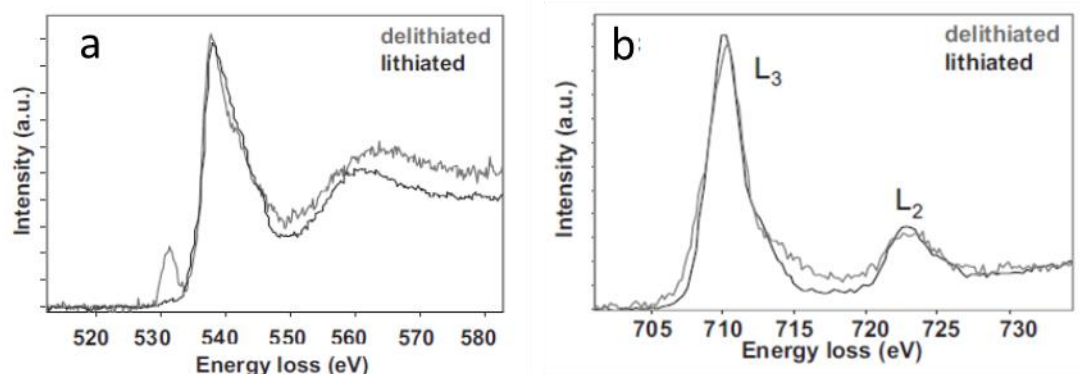 a
delithiated
lithiated
Intensity (a.u.)
520 530 540 550 560 570 580
Energy loss (eV)
b
delithiated
lithiated
L3
L2
Intensity (a.u.)
705 710 715 720 725 730
Energy loss (eV)